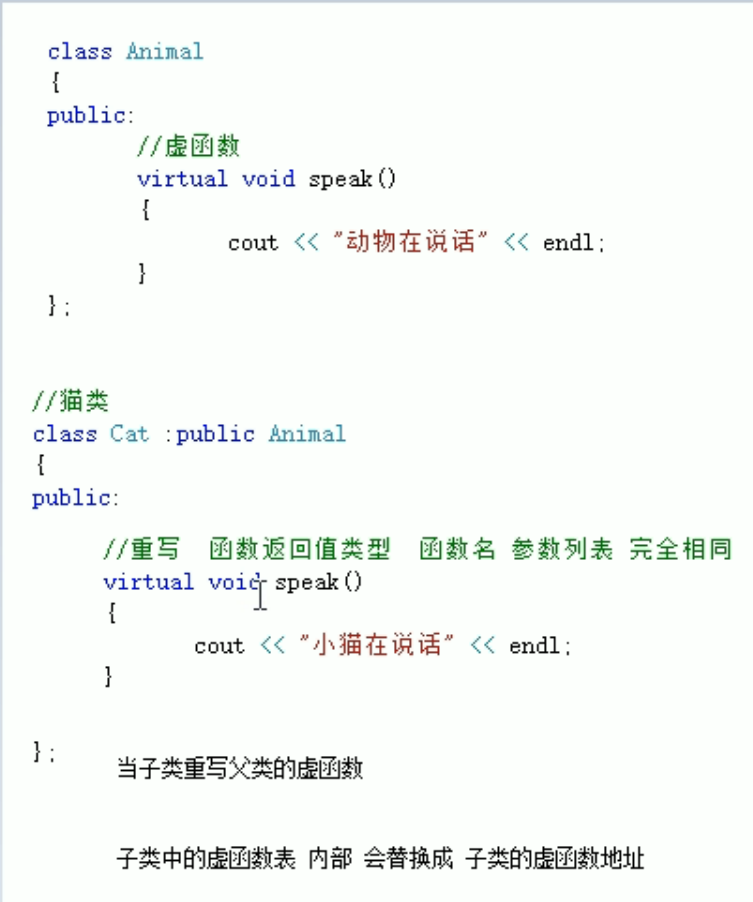 class Animal
{
public:
//虚函数
virtual void speak()
{
cout << "动物在说话" << endl;
}
};
//猫类
class Cat :public Animal
{
public:
//重写 函数返回值类型 函数名 参数列表 完全相同
virtual void speak()
{
cout << "小猫在说话" << endl;
}
};
当子类重写父类的虚函数
子类中的虚函数表 内部 会替换成 子类的虚函数地址